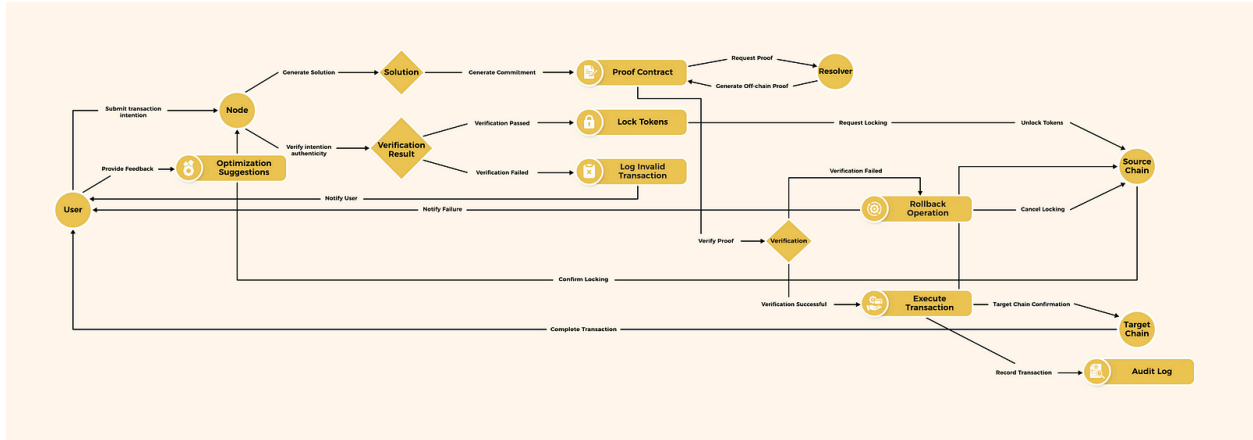 Request Proof
Generate Solution
Solution
Generate Commitment
Proof Contract
Resolver
Generate Off-chain Proof
Submit transaction
intention
Node
Verification Passed
Lock Tokens
Request Locking
Unlock Tokens
Verify intention
authenticity
Verification
Result
Provide Feedback
Optimization
Suggestions
Verification Failed
Log Invalid
Transaction
Source
Chain
Verification Failed
Notify User
User
Notify Failure
Rollback
Operation
Cancel Locking
Verify Proof
Verification
Confirm Locking
Verification Successful
Execute
Transaction
Target Chain Confirmation
Complete Transaction
Target
Chain
Record Transaction
Audit Log